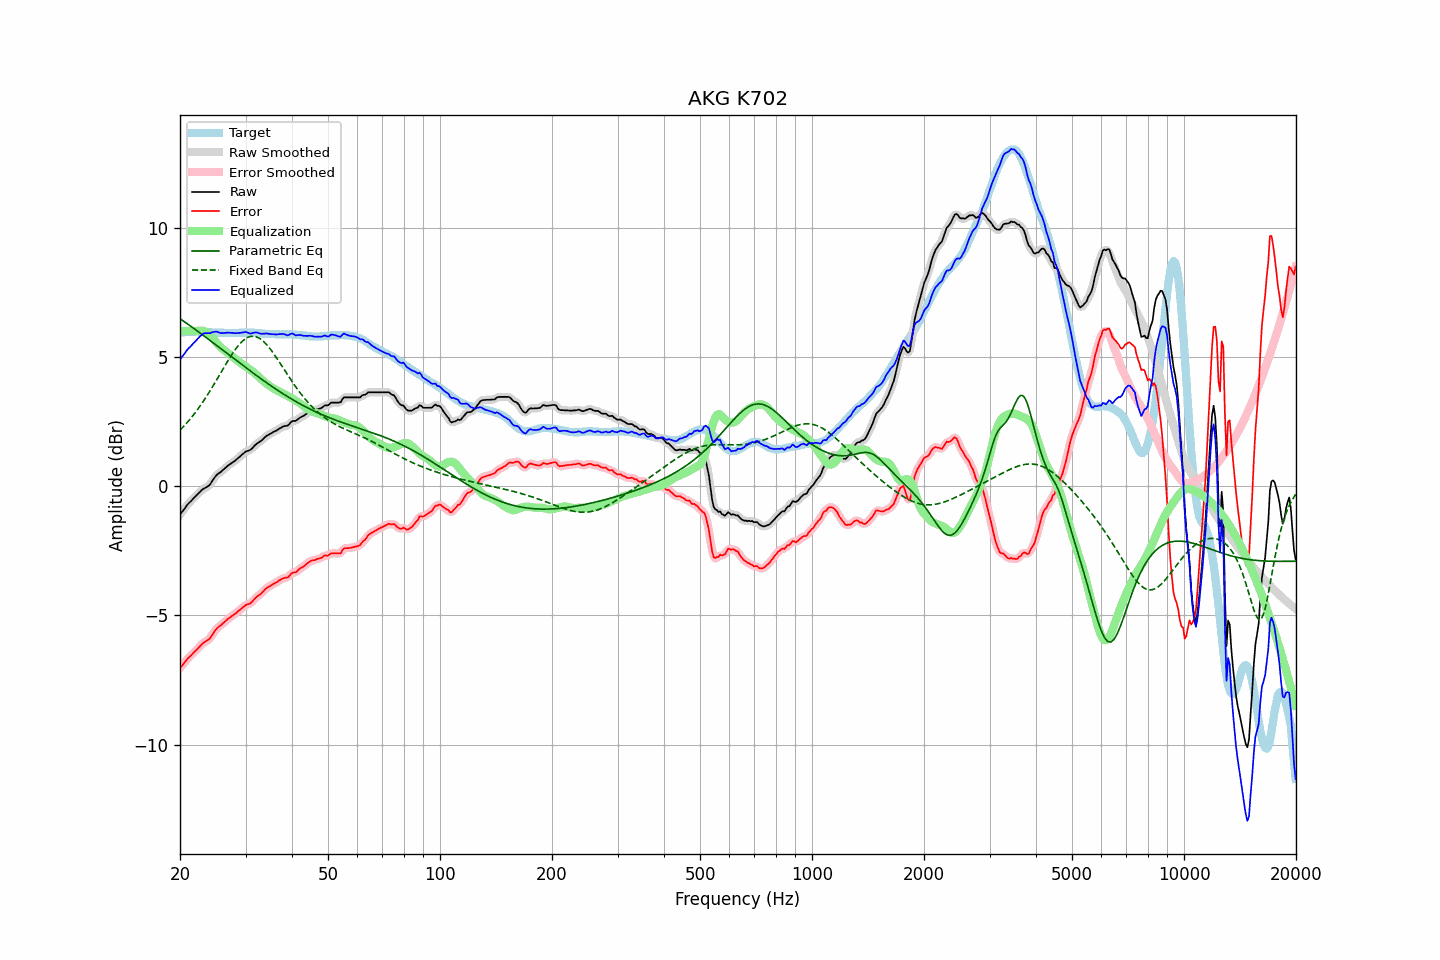 AKG K702
Target
Raw Smoothed
Error Smoothed
Raw
Error
Equalization
Parametric Eq
Fixed Band Eq
Equalized
Amplitude (dBr)
10
5
0
−5
−10
20 50 100 200 500 1000 2000 5000 10000 20000
Frequency (Hz)